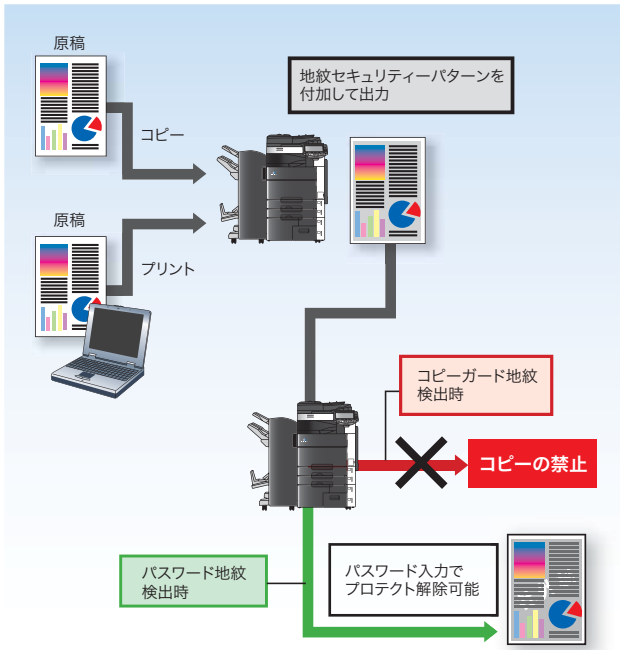 原稿
地紋セキュリティーパターンを
付加して出力
コピー
原稿
プリント
コピーガード地紋
検出時
コピーの禁止
パスワード地紋
検出時
パスワード入力で
プロテクト解除可能